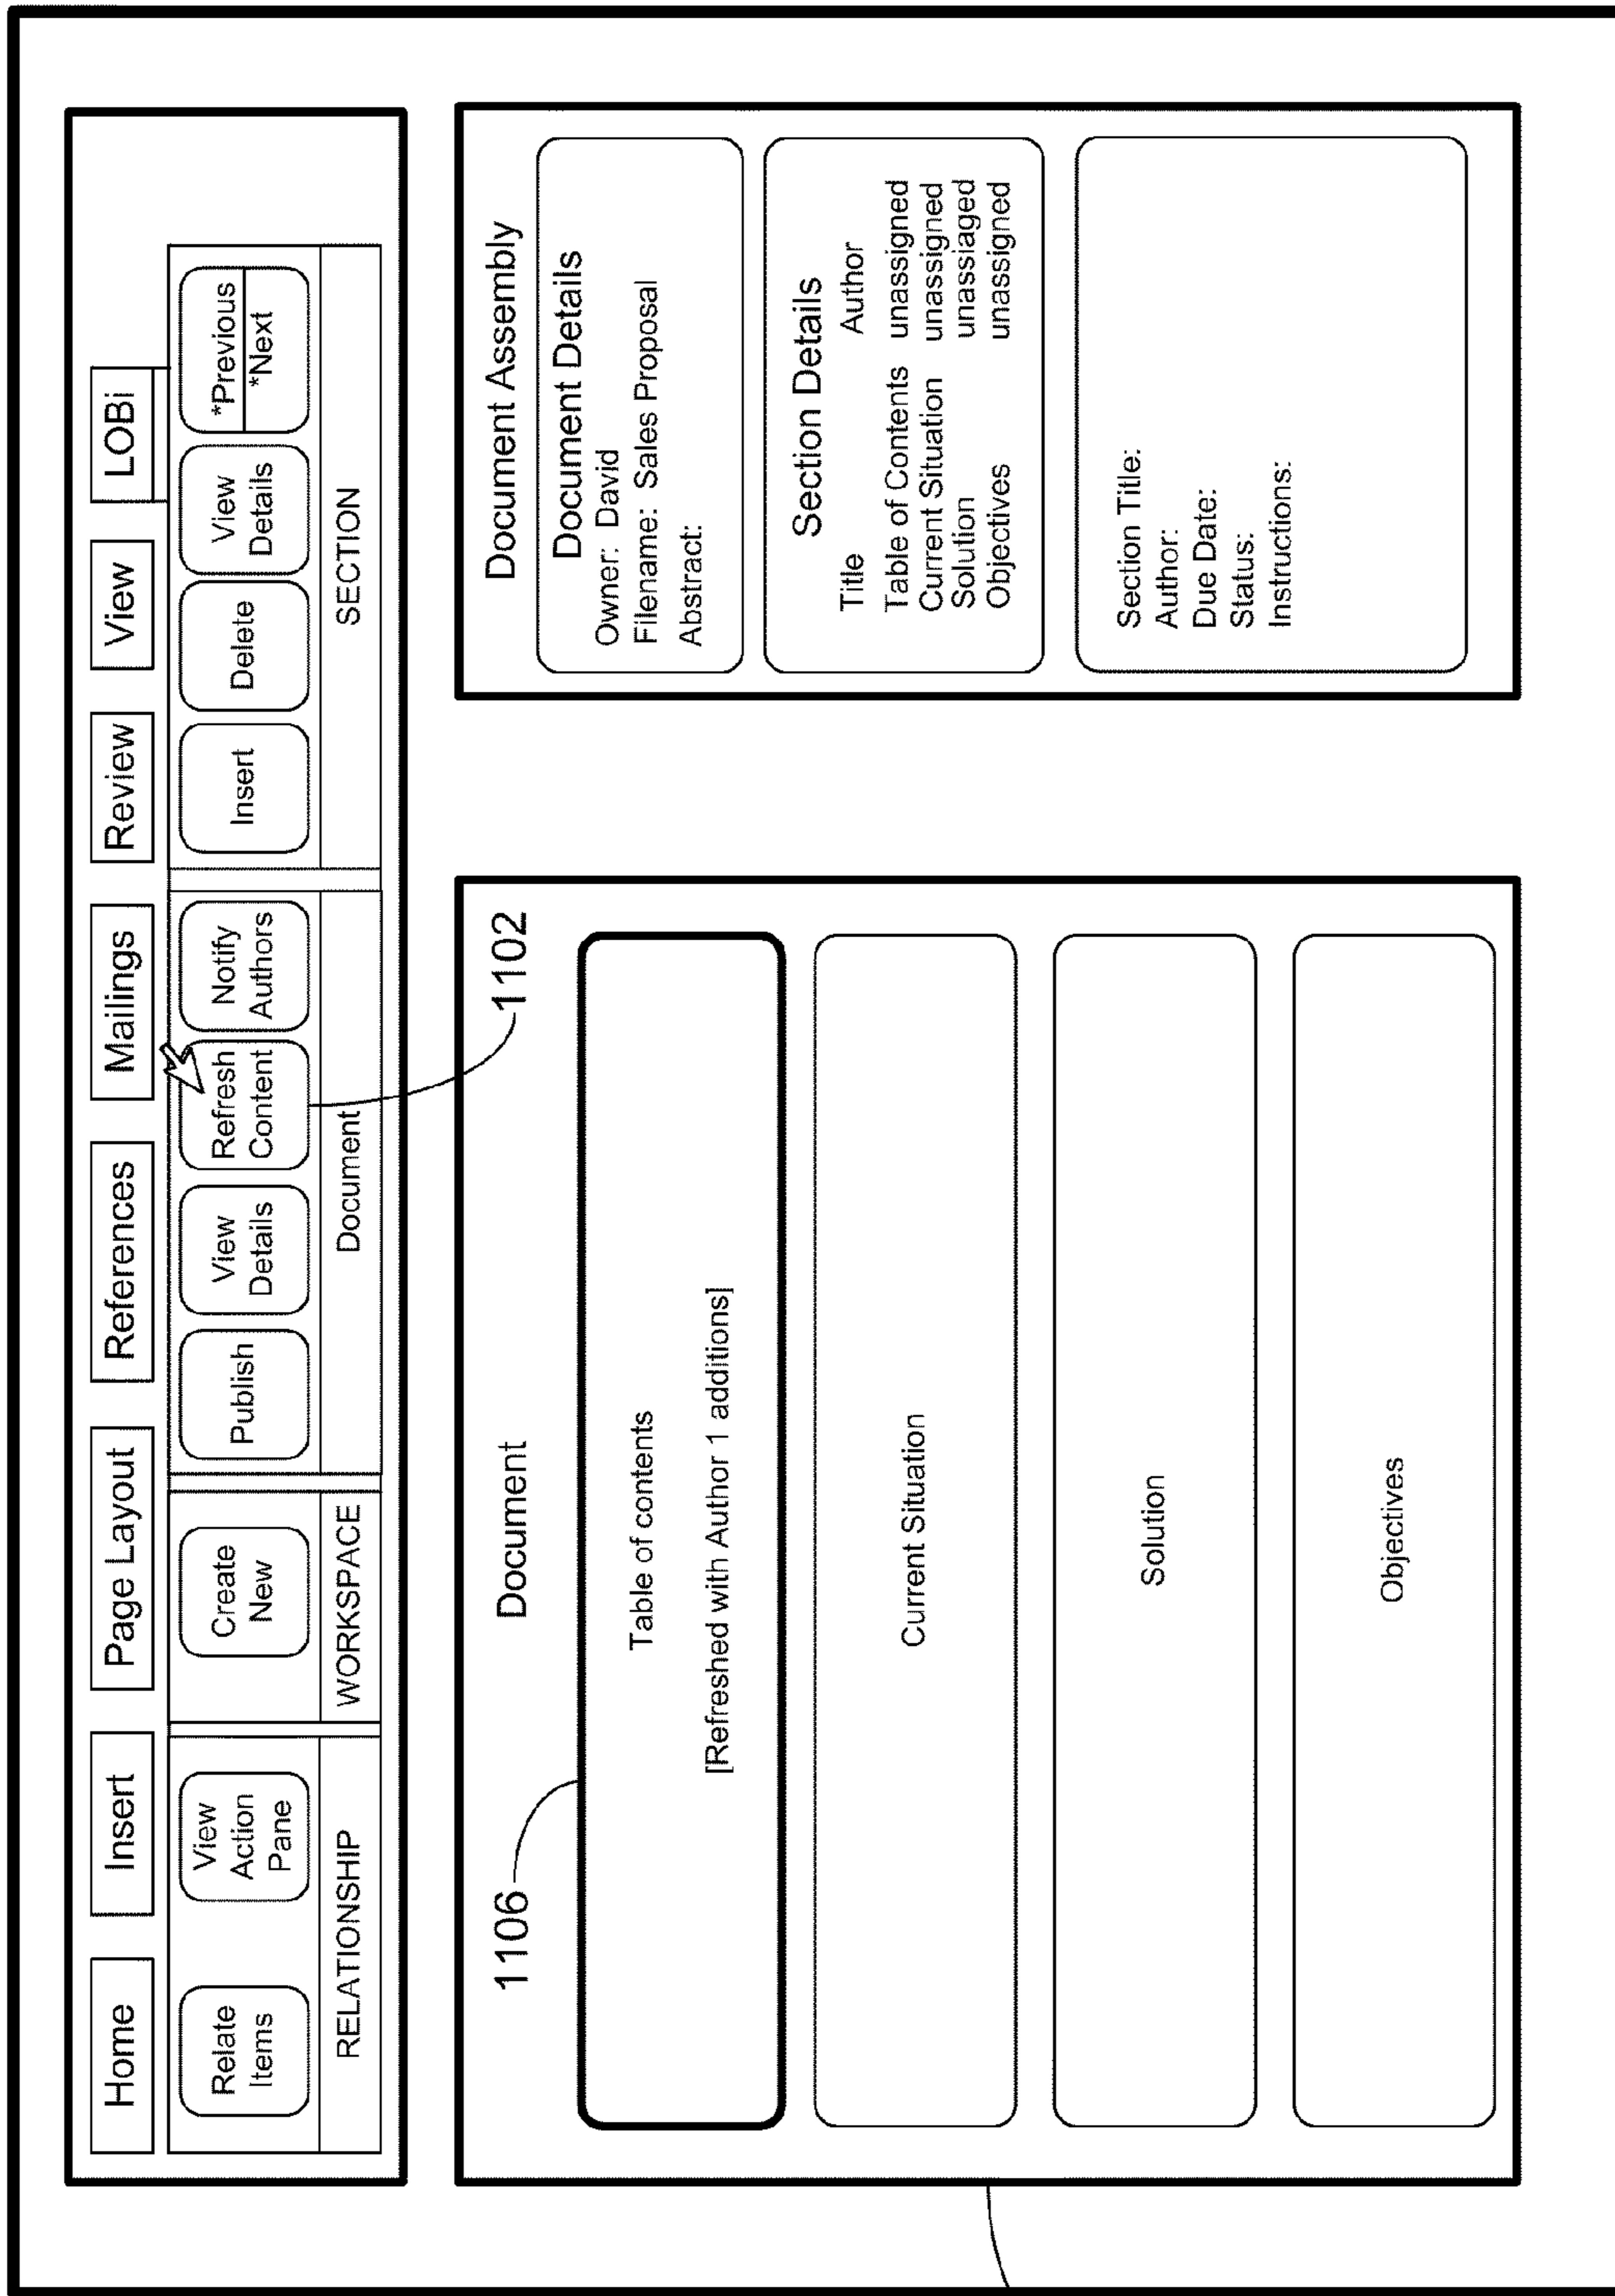 Home
Insert
Page Layout
References
Mailings
Review
View
LOBi
Relate
Items
View
Action
Pane
RELATIONSHIP
Create
New
WORKSPACE
Publish
View
Details
Refresh
Content
Notify
Authors
Document
Insert
Delete
View
Details
*Previous
*Next
SECTION
1106
Document
1102
Table of contents
[Refreshed with Author 1 additions]
Current Situation
Solution
Objectives
Document Assembly
Document Details
Owner: David
Filename: Sales Proposal
Abstract:
Section Details
Title Author
Table of Contents unassigned
Current Situation unassigned
Solution unassiaged
Objectives unassigned
Section Title:
Author:
Due Date:
Status:
Instructions: